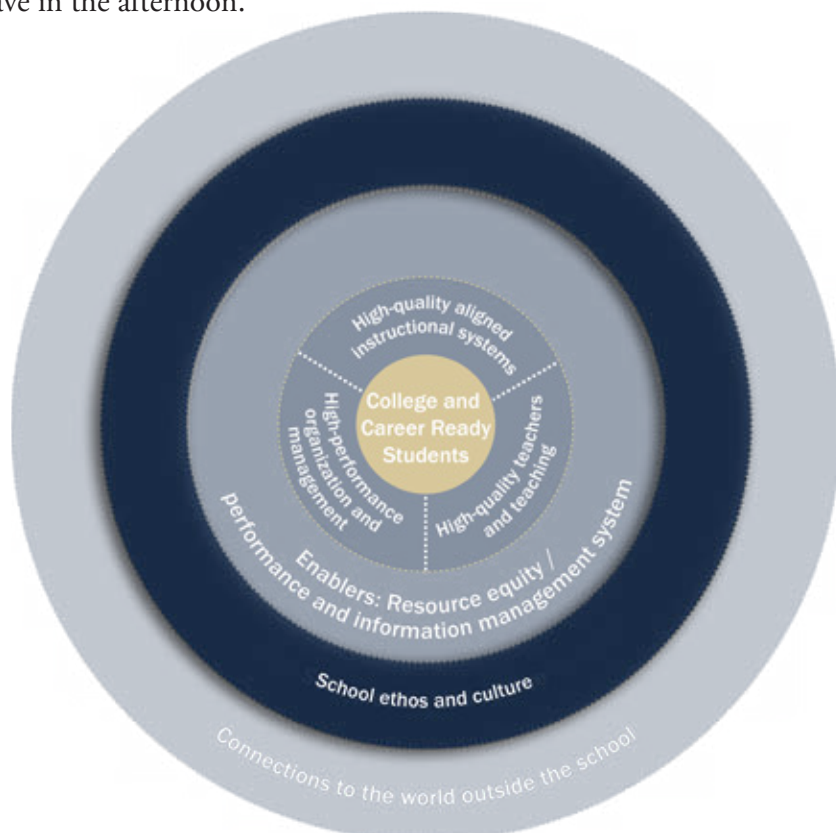 in the afternoon.
High-quality aligned
instructional systems
College and
Career Ready
Students
High-performance
organization and
management
High-quality teachers
and teaching
Enablers: Resource equity /
performance and information management system
School ethos and culture
Connections to the world outside the school